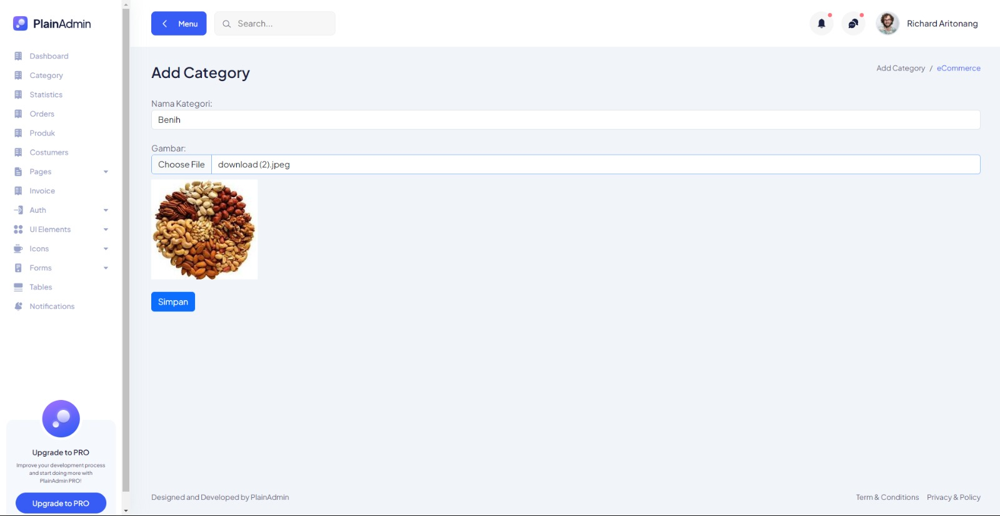 PlainAdmin
Menu
Search...
Richard Aritonang
Dashboard
Category
Statistics
Orders
Produk
Costumers
Pages
Invoice
Auth
UI Elements
Icons
Forms
Tables
Notifications
Upgrade to PRO
Improve your development process
and start doing more with
PlainAdmin PRO!
Upgrade to PRO
Add Category
Add Category / eCommerce
Nama Kategori:
Benih
Gambar:
Choose File download (2).jpeg
Simpan
Designed and Developed by PlainAdmin
Term & Conditions Privacy & Policy